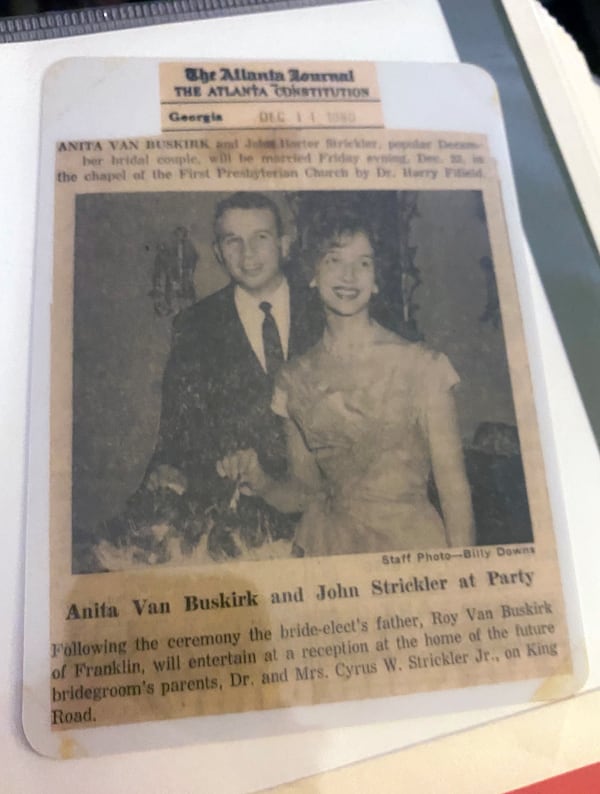 The Atlanta Journal
THE ATLANTA CONSTITUTION
Georgia DEC 11
ANITA VAN BUSKIRK and John Horter Strickler, popular Decem-
ber bridal couple, will be married Friday evning, Dec. in
the chapel of the First Presbyterian Church by Dr. Harry Fifield.
Staff Photo—Billy Downs
Anita Van Buskirk and John Strickler at Party
Following the ceremony the bride-elect's father, Roy Van Buskirk
of Franklin, will entertain at a reception at the home of the future
bridegroom's parents, Dr. and Mrs. Cyrus W. Strickler Jr., on King
Road.